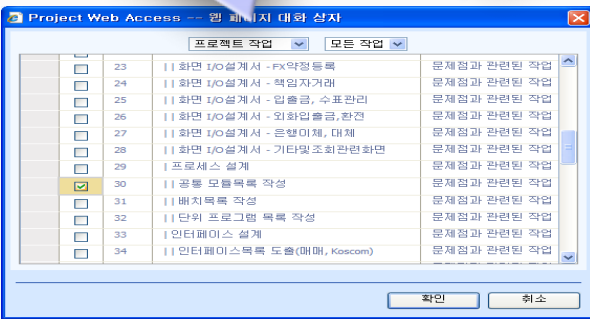 Project Web Access -- 웹 페이지 대화 상자
프로젝트 작업 모든 작업
23 | | 화면 I/O설계서 - FX약정등록 문제점과 관련된 작업
24 | | 화면 I/O설계서 - 책임자거래 문제점과 관련된 작업
25 | | 화면 I/O설계서 - 입출금, 수표관리 문제점과 관련된 작업
26 | | 화면 I/O설계서 - 외화입출금,환전 문제점과 관련된 작업
27 | | 화면 I/O설계서 - 은행이체, 대체 문제점과 관련된 작업
28 | | 화면 I/O설계서 - 기타및조회관련화면 문제점과 관련된 작업
29 | 프로세스 설계 문제점과 관련된 작업
30 | | 공통 모듈목록 작성 문제점과 관련된 작업
31 | | 배치목록 작성 문제점과 관련된 작업
32 | | 단위 프로그램 목록 작성 문제점과 관련된 작업
33 | 인터페이스 설계 문제점과 관련된 작업
34 | | 인터페이스목록 도출(매매, Koscom) 문제점과 관련된 작업
확인 취소